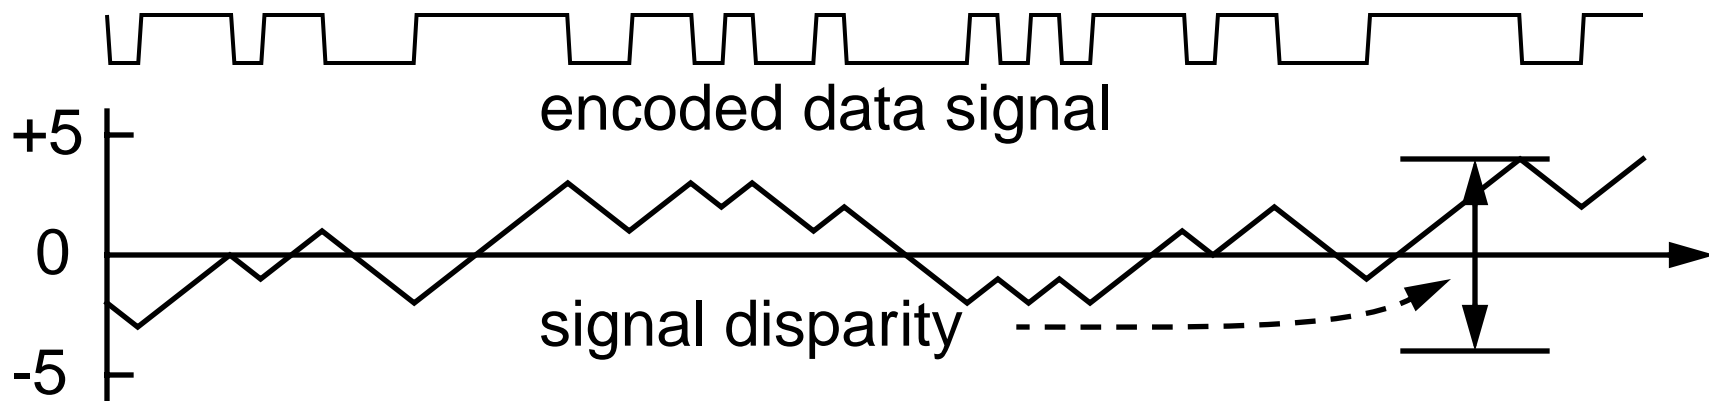 encoded data signal
+5
0
signal disparity
-5